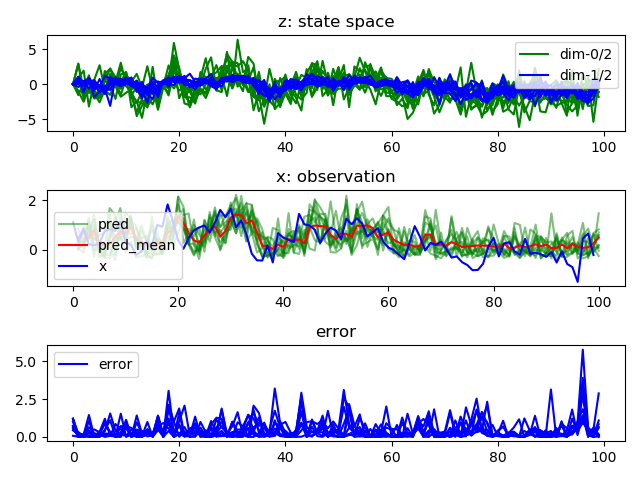 z: state space
5
0
−5
dim-0/2
dim-1/2
0 20 40 60 80 100
x: observation
2
0
pred
pred_mean
x
0 20 40 60 80 100
error
5.0
2.5
0.0
error
0 20 40 60 80 100